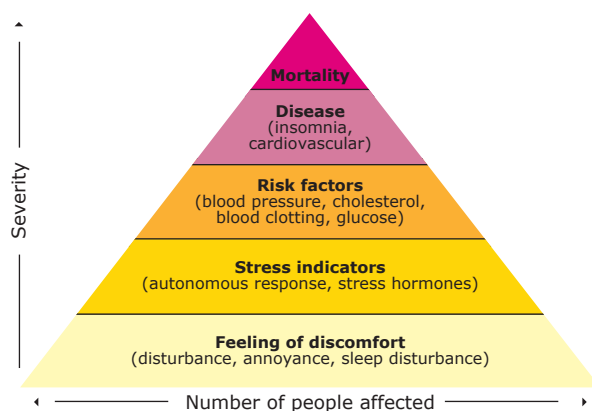 Mortality
Disease
(insomnia,
cardiovascular)
Risk factors
(blood pressure, cholesterol,
blood clotting, glucose)
Stress indicators
(autonomous response, stress hormones)
Feeling of discomfort
(disturbance, annoyance, sleep disturbance)
Severity
Number of people affected